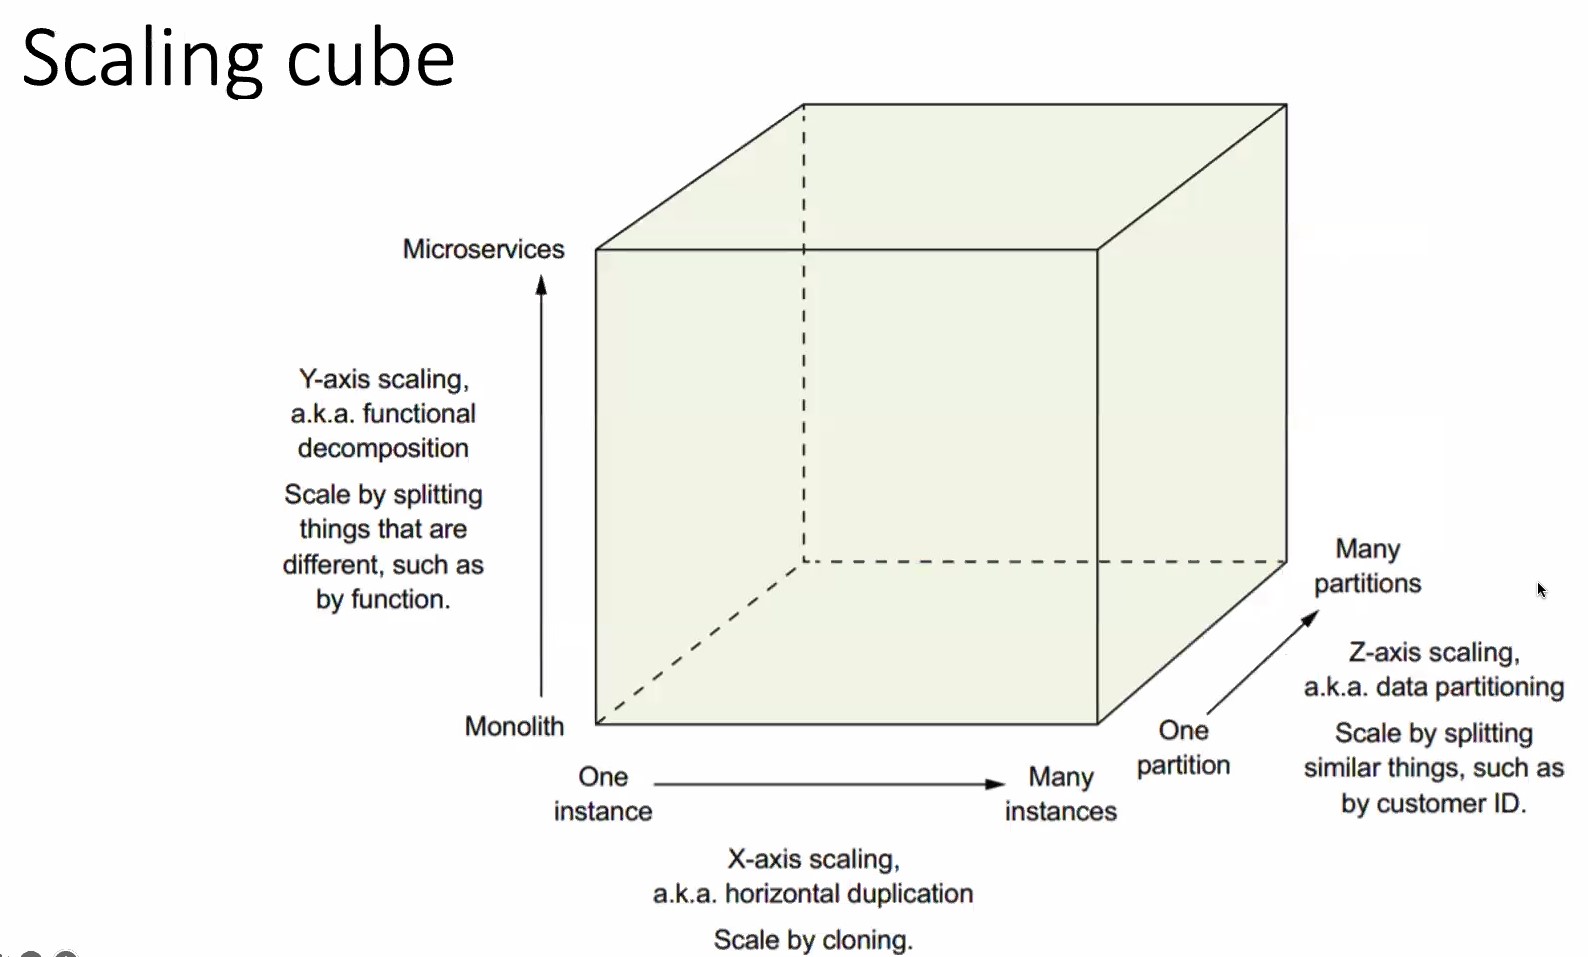 Scaling cube
Microservices
Y-axis scaling,
a.k.a. functional
decomposition
Scale by splitting
things that are
different, such as
by function.
Monolith
One
instance
Many
instances
X-axis scaling,
a.k.a. horizontal duplication
Scale by cloning.
One
partition
Many
partitions
Z-axis scaling,
a.k.a. data partitioning
Scale by splitting
similar things, such as
by customer ID.